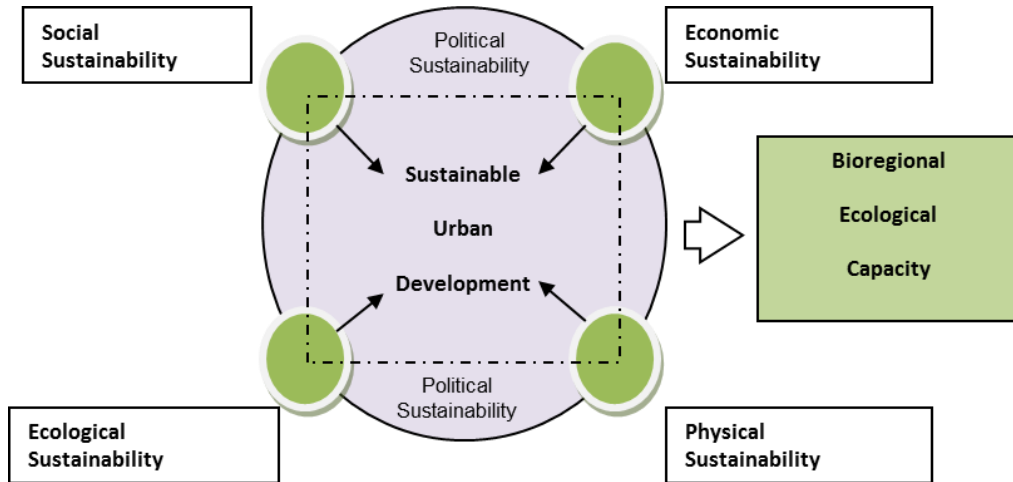 Social
Sustainability
Political
Sustainability
Economic
Sustainability
Sustainable
Urban
Development
Bioregional
Ecological
Capacity
Political
Sustainability
Ecological
Sustainability
Physical
Sustainability